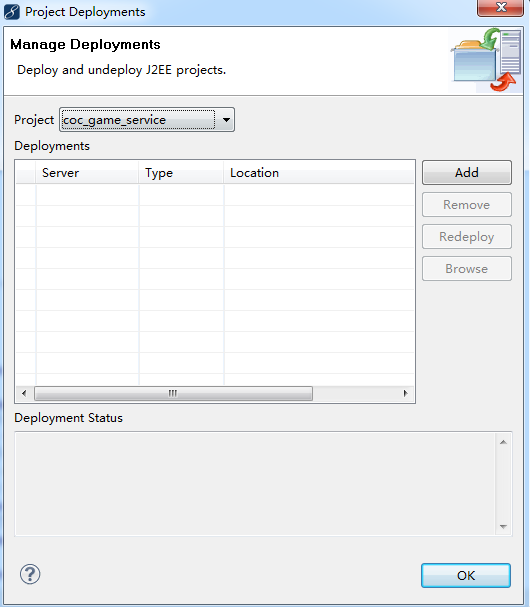 Project Deployments
Manage Deployments
Deploy and undeploy J2EE projects.
Project coc_game_service
Deployments
Server Type Location
Add
Remove
Redeploy
Browse
Deployment Status
?
OK